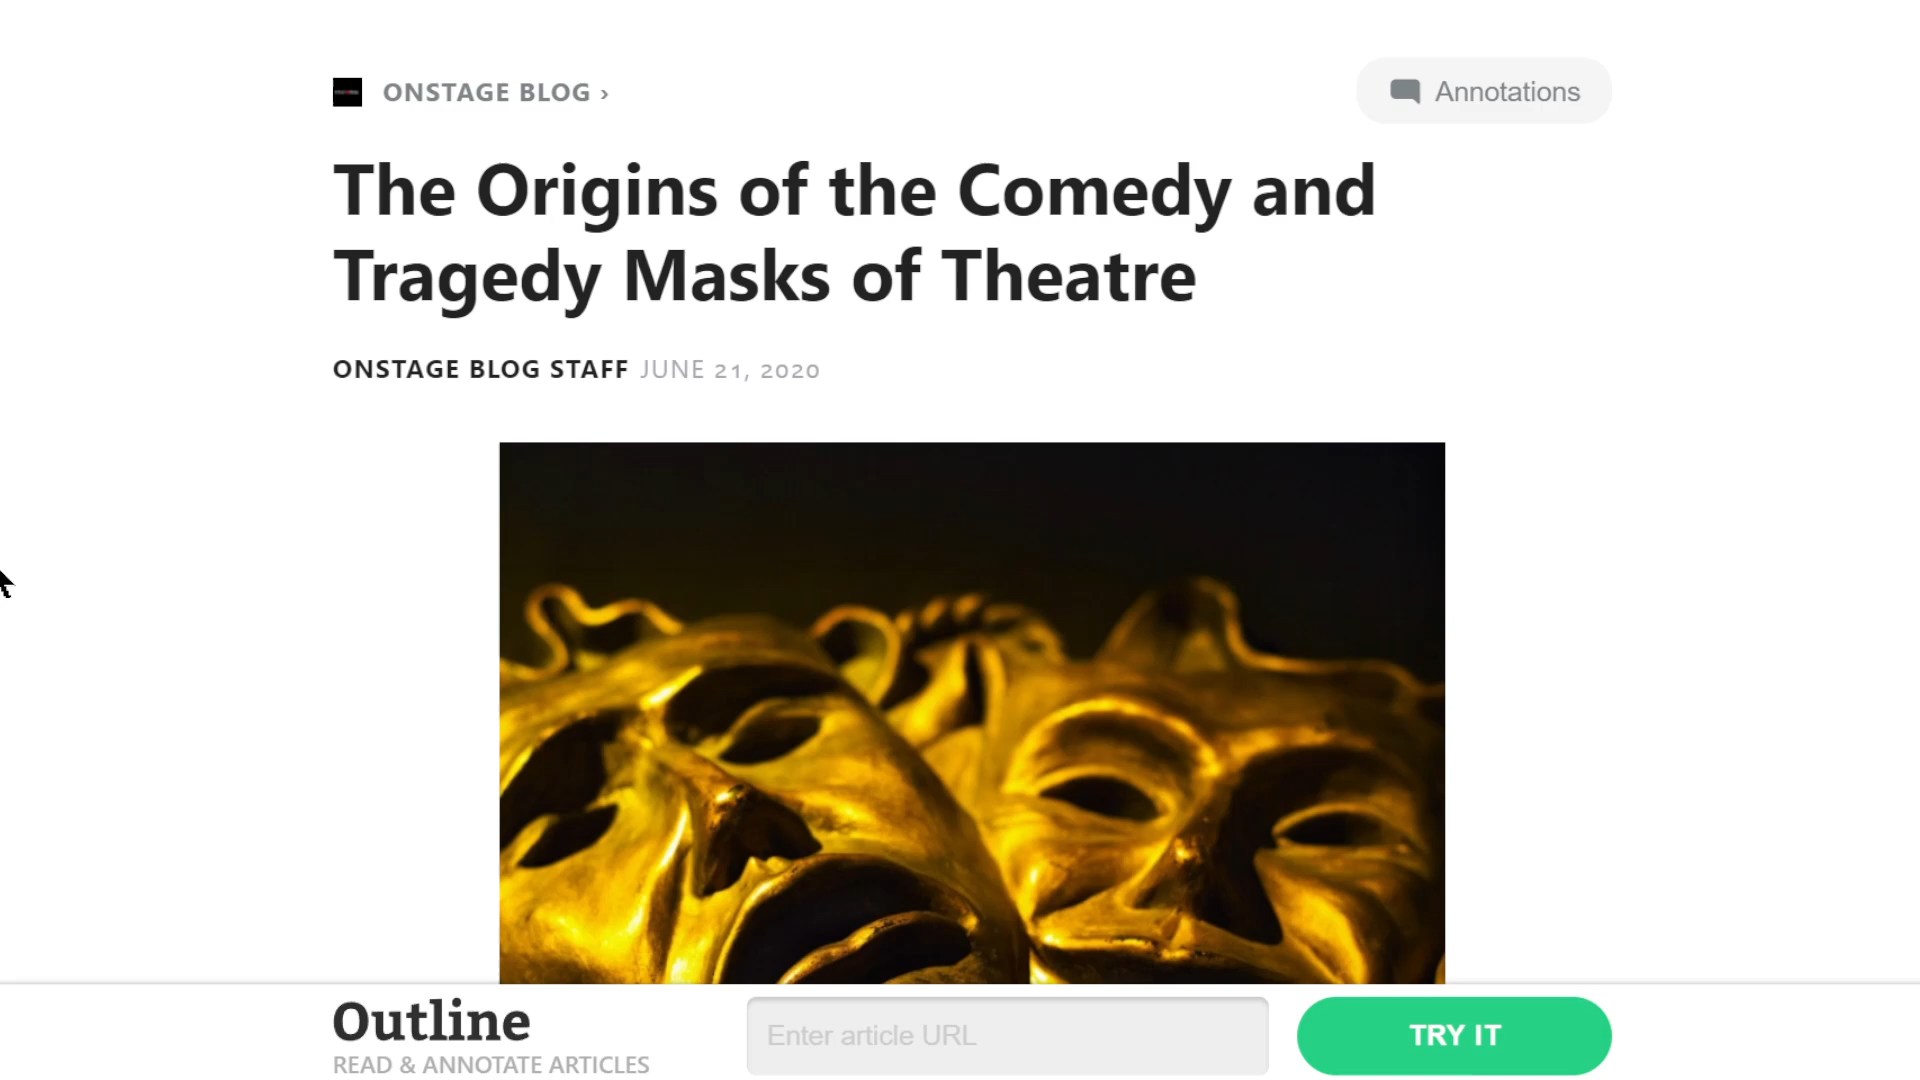 ONSTAGE BLOG ›
Annotations
The Origins of the Comedy and
Tragedy Masks of Theatre
ONSTAGE BLOG STAFF JUNE 21, 2020
Outline
READ & ANNOTATE ARTICLES
Enter article URL
TRY IT